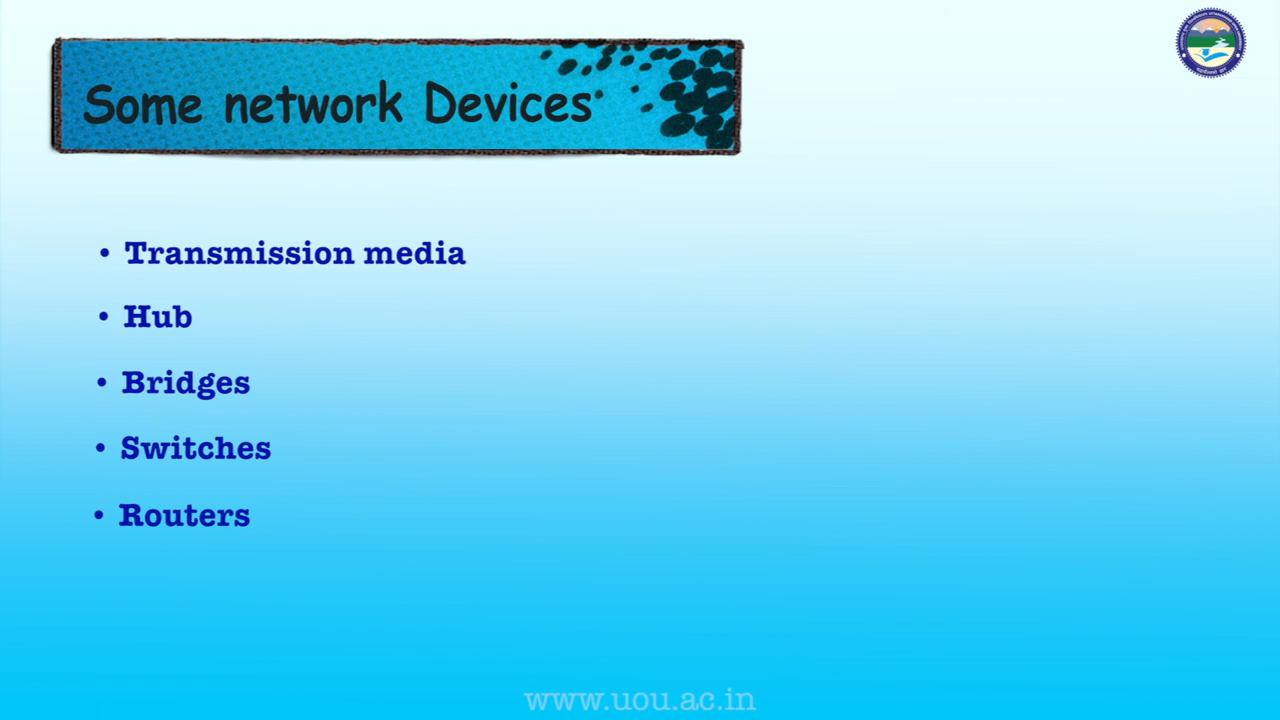 Some network Devices
• Transmission media
• Hub
• Bridges
• Switches
• Routers
www.uou.ac.in